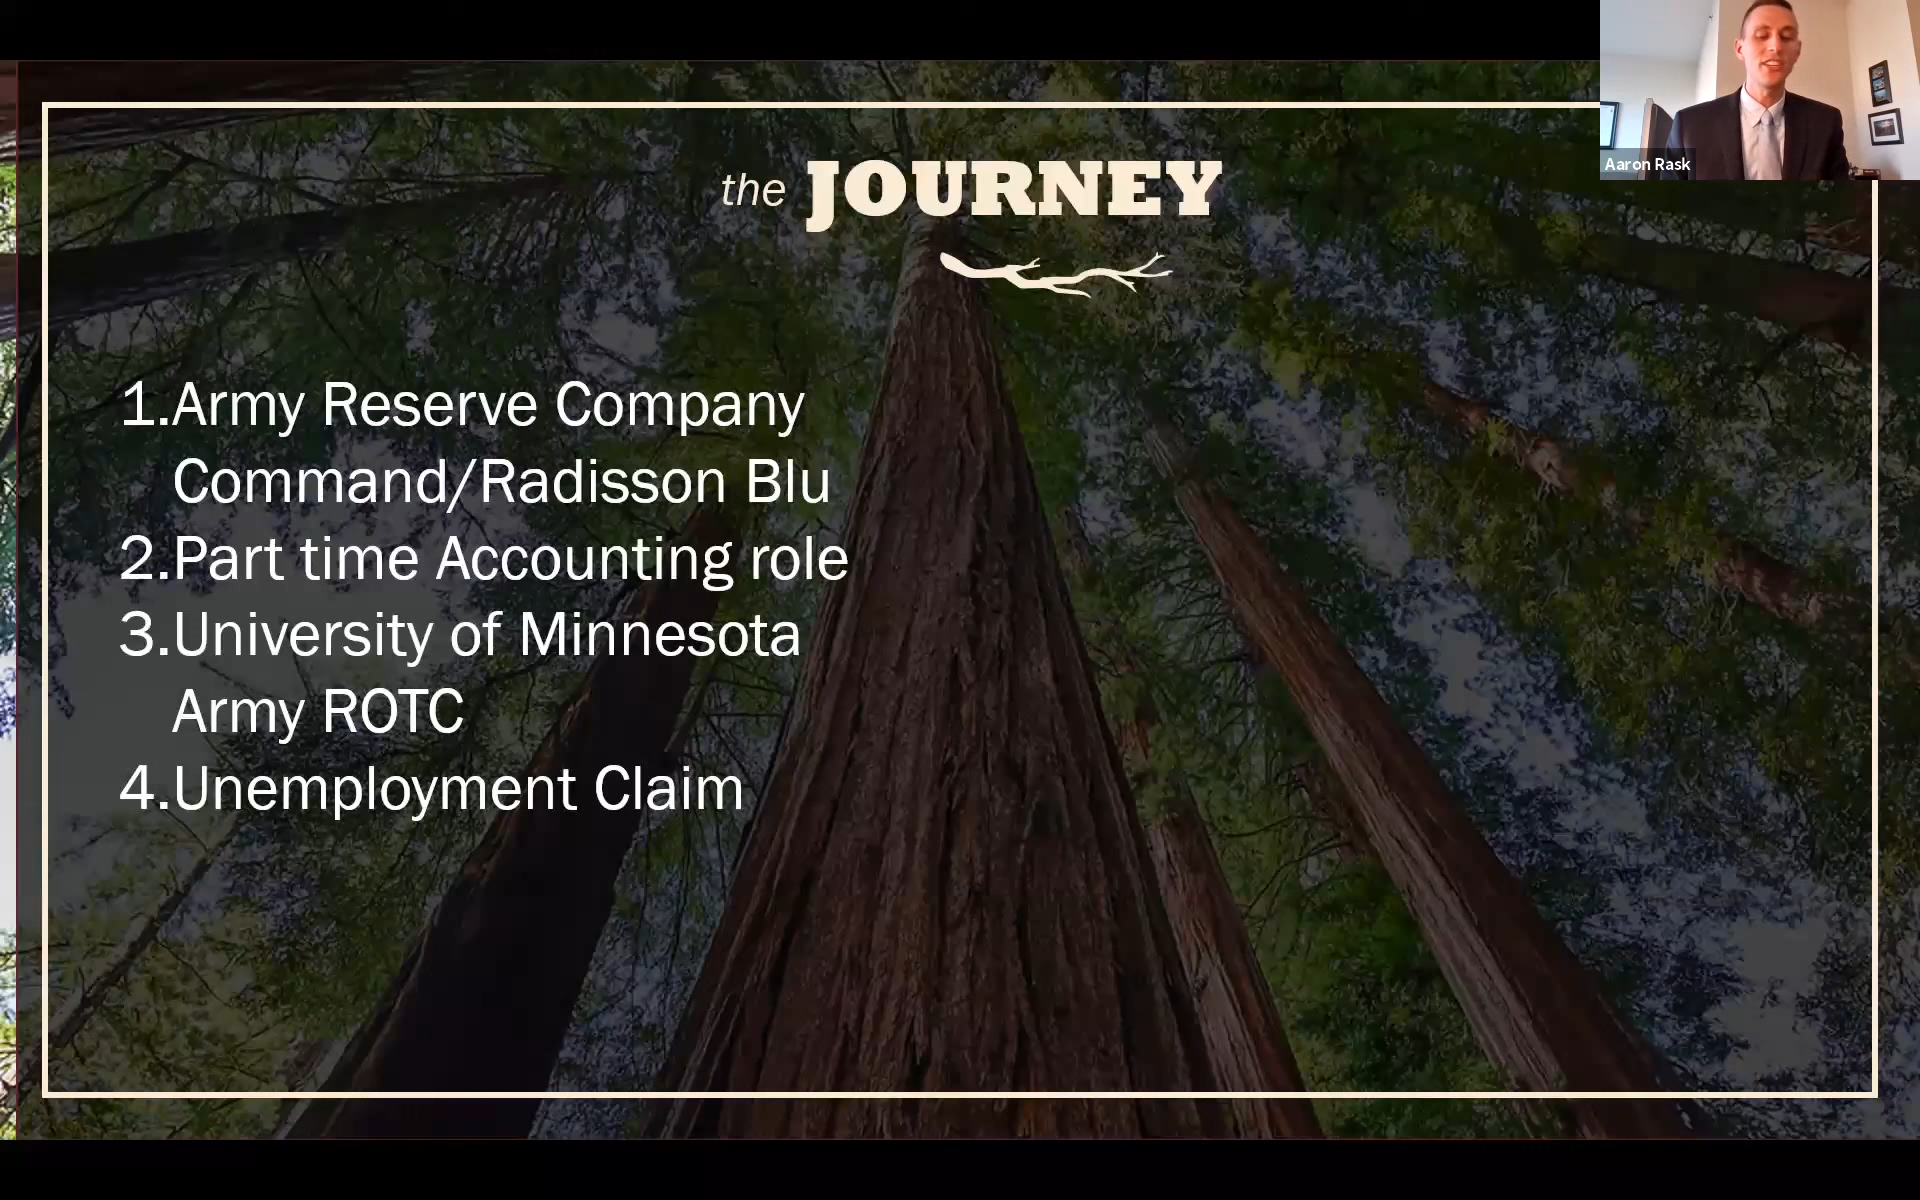 the JOURNEY
Aaron Rask
1.Army Reserve Company
Command/Radisson Blu
2.Part time Accounting role
3.University of Minnesota
Army ROTC
4.Unemployment Claim